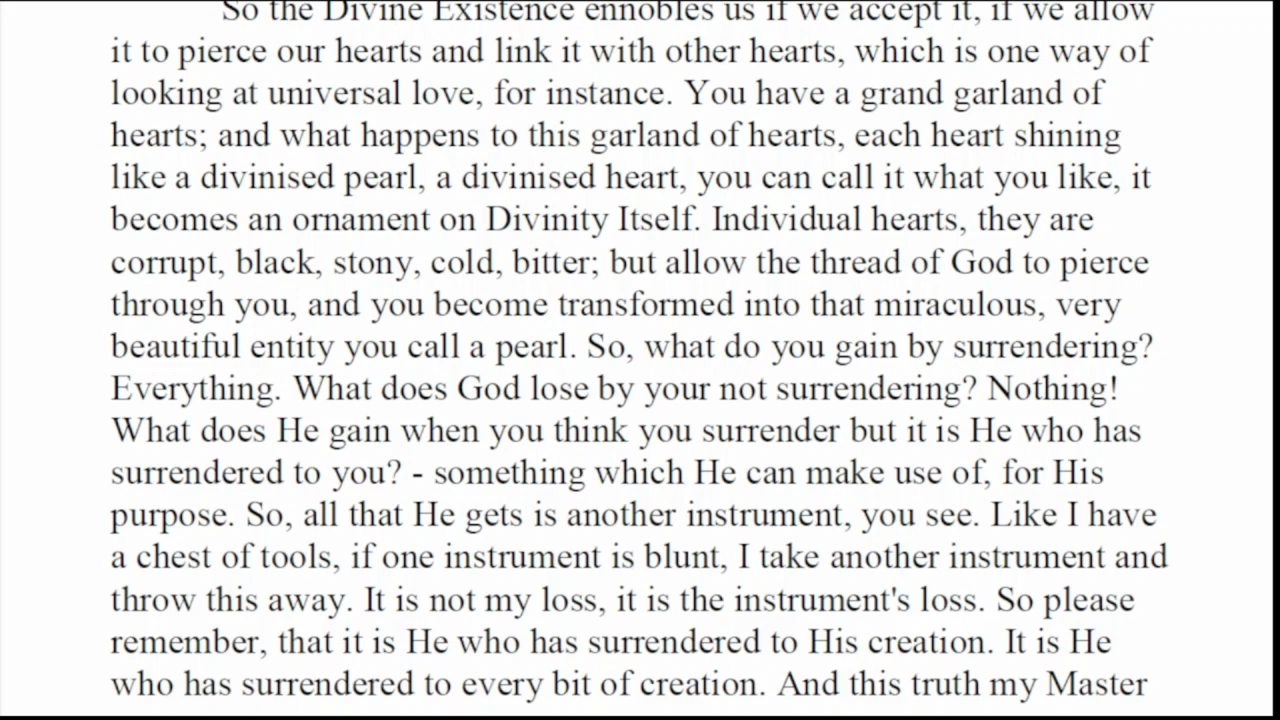 So the Divine Existence ennobles us if we accept it, if we allow
it to pierce our hearts and link it with other hearts, which is one way of
looking at universal love, for instance. You have a grand garland of
hearts; and what happens to this garland of hearts, each heart shining
like a divinised pearl, a divinised heart, you can call it what you like, it
becomes an ornament on Divinity Itself. Individual hearts, they are
corrupt, black, stony, cold, bitter; but allow the thread of God to pierce
through you, and you become transformed into that miraculous, very
beautiful entity you call a pearl. So, what do you gain by surrendering?
Everything. What does God lose by your not surrendering? Nothing!
What does He gain when you think you surrender but it is He who has
surrendered to you? - something which He can make use of, for His
purpose. So, all that He gets is another instrument, you see. Like I have
a chest of tools, if one instrument is blunt, I take another instrument and
throw this away. It is not my loss, it is the instrument's loss. So please
remember, that it is He who has surrendered to His creation. It is He
who has surrendered to every bit of creation. And this truth my Master